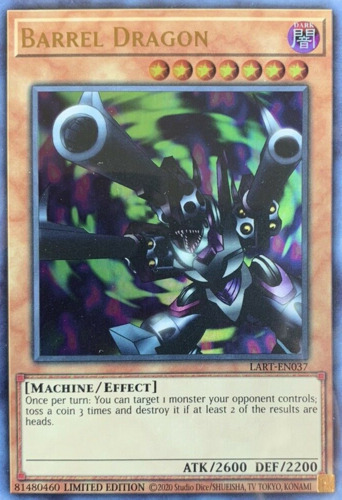 BARREL DRAGON
DARK
闇
LART-EN037
[MACHINE/EFFECT]
Once per turn: You can target 1 monster your opponent controls;
toss a coin 3 times and destroy it if at least 2 of the results are
heads.
ATK/2600 DEF/2200
81480460 LIMITED EDITION ©2020 Studio Dice/SHUEISHA, TV TOKYO, KONAMI